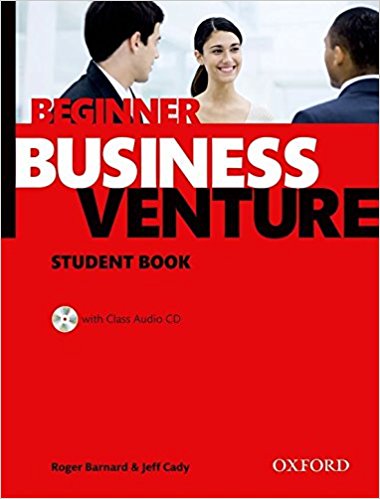 BEGINNER
BUSINESS
VENTURE
STUDENT BOOK
with Class Audio CD
Roger Barnard & Jeff Cady
OXFORD